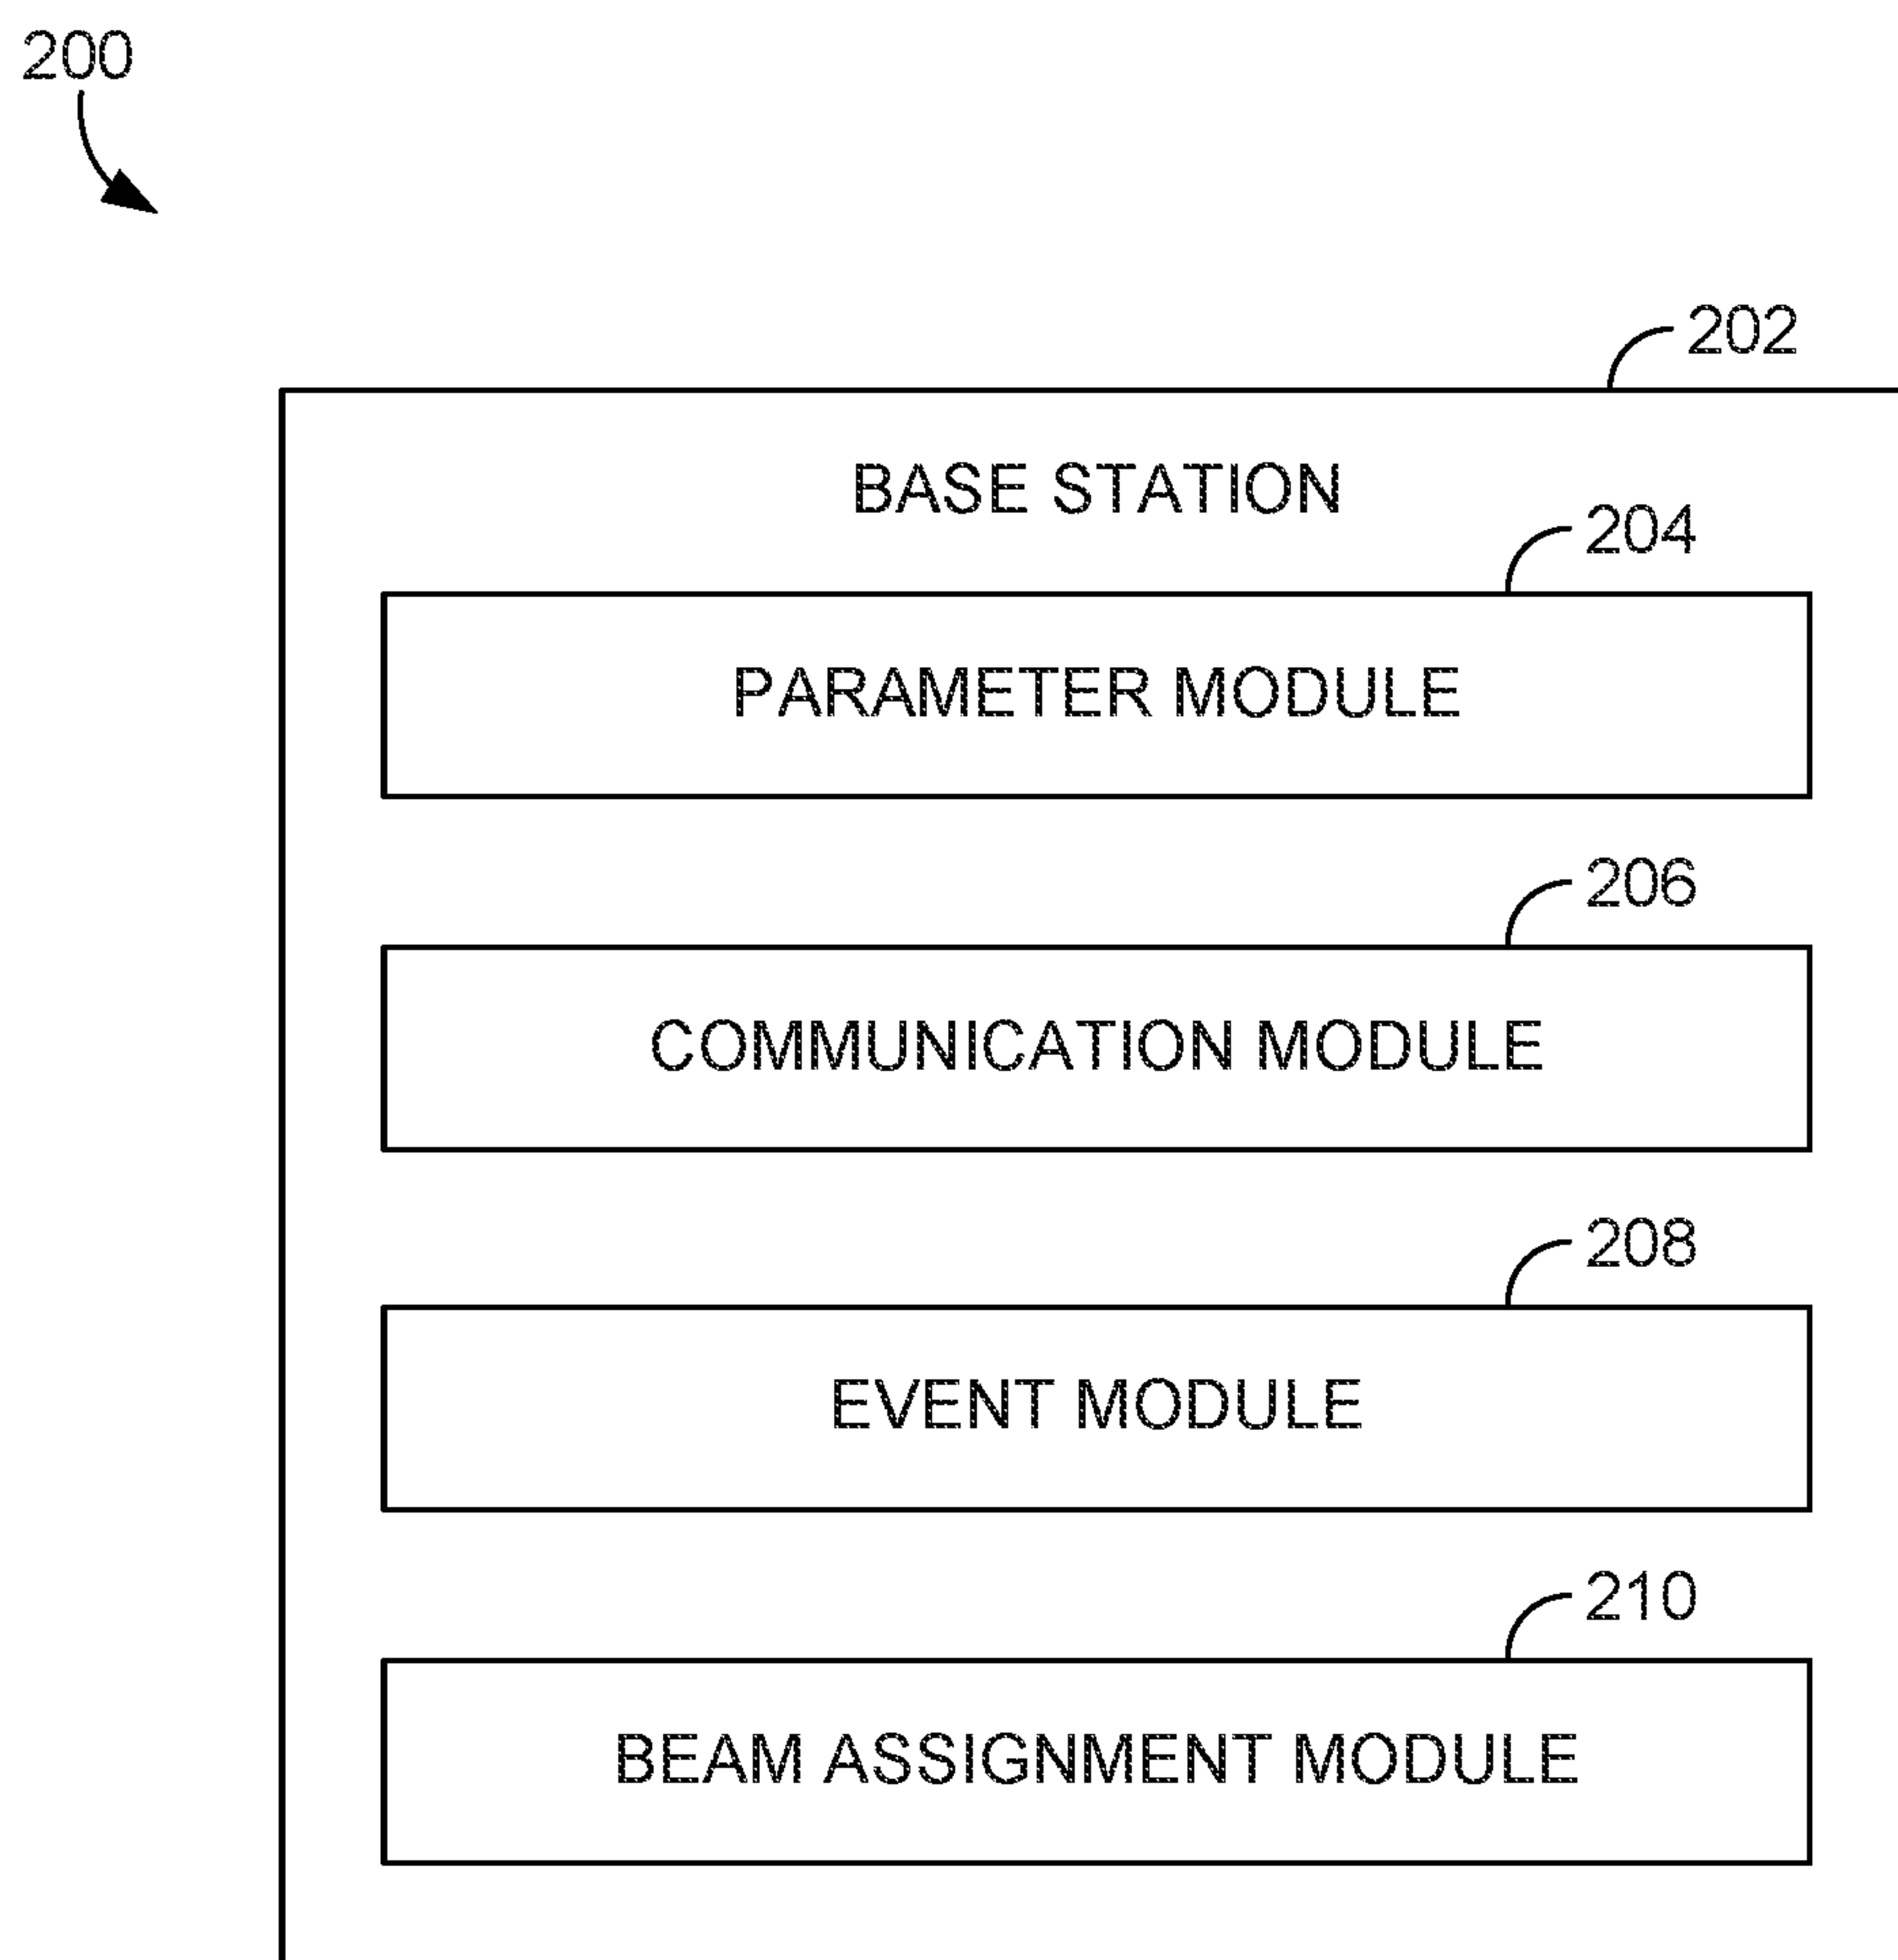 200
202
BASE STATION
204
PARAMETER MODULE
206
COMMUNICATION MODULE
208
EVENT MODULE
210
BEAM ASSIGNMENT MODULE